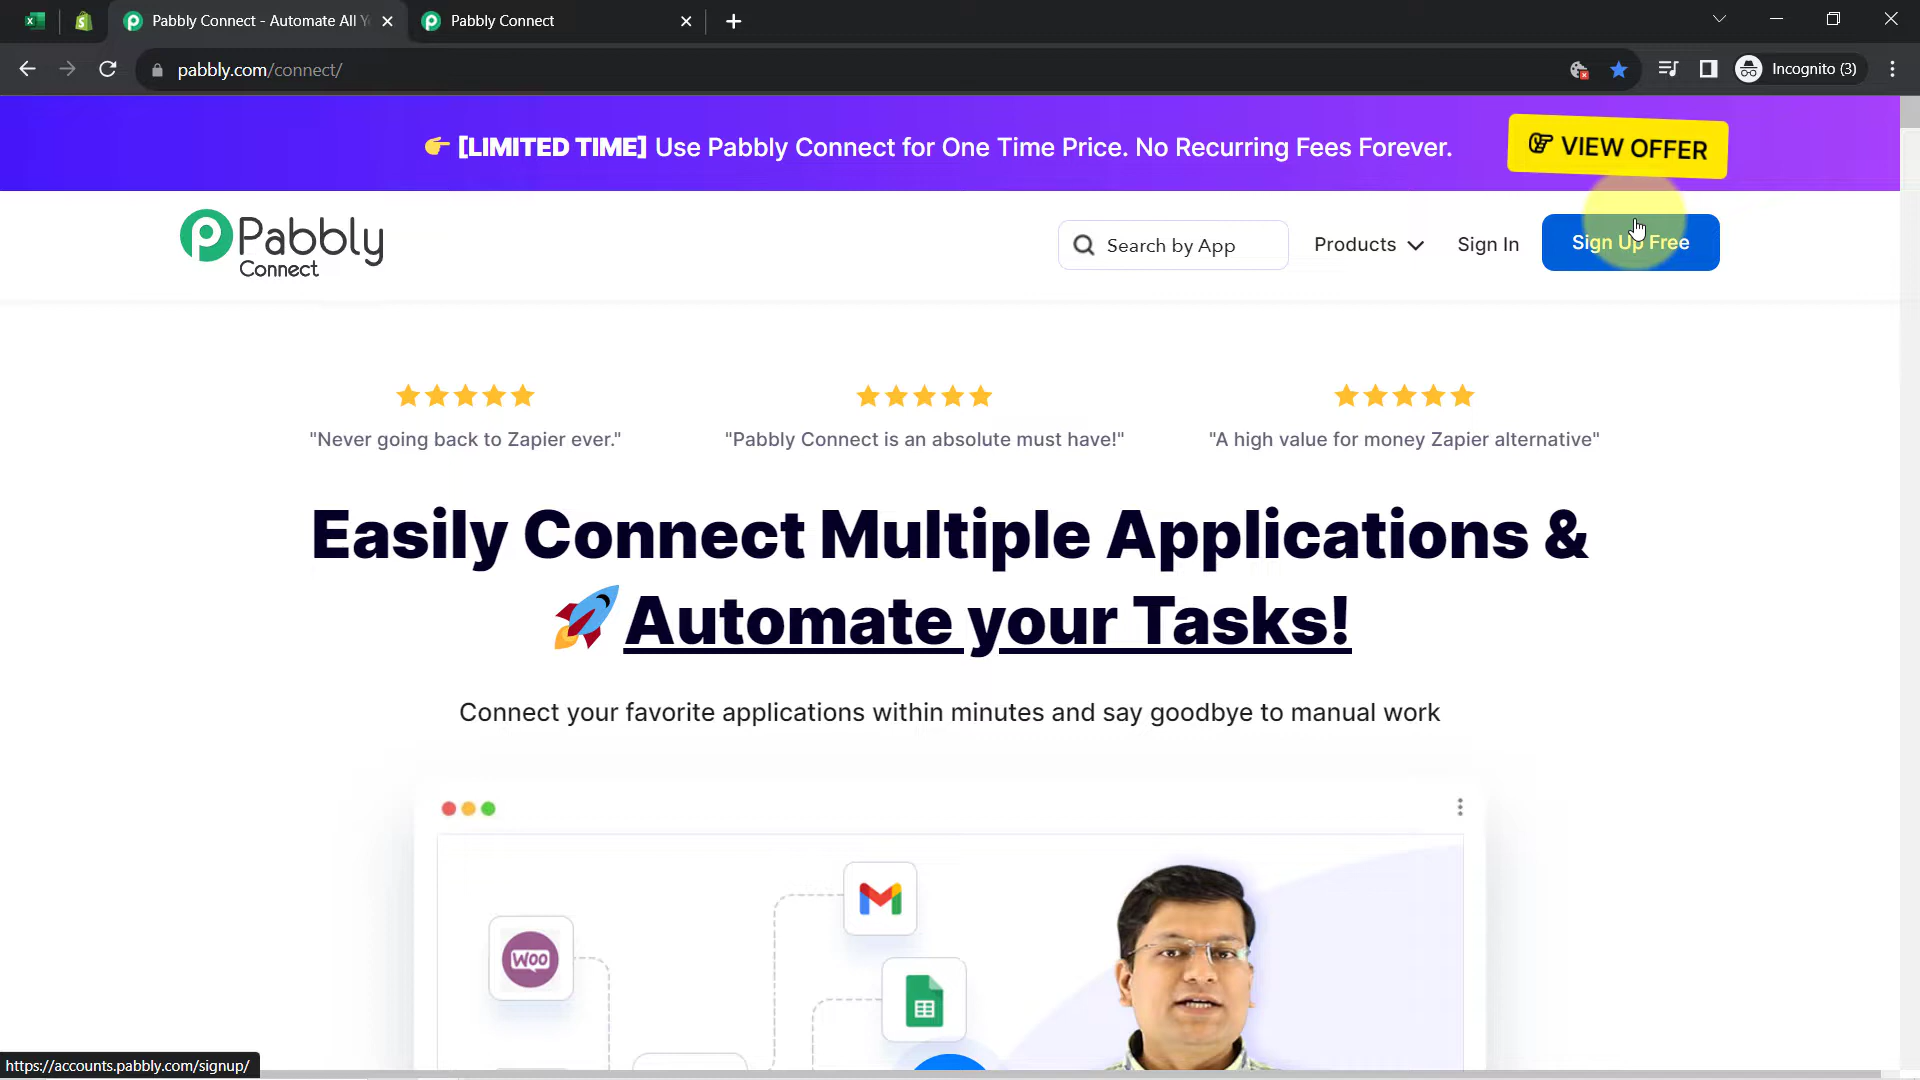 Pabbly Connect - Automate All Y
Pabbly Connect
pabbly.com/connect/
Incognito (3)
[LIMITED TIME] Use Pabbly Connect for One Time Price. No Recurring Fees Forever.
VIEW OFFER
Pabbly
Connect
Search by App
Products
Sign In
Sign Up Free
"Never going back to Zapier ever."
"Pabbly Connect is an absolute must have!"
"A high value for money Zapier alternative"
Easily Connect Multiple Applications &
Automate your Tasks!
Connect your favorite applications within minutes and say goodbye to manual work
WOO
https://accounts.pabbly.com/signup/